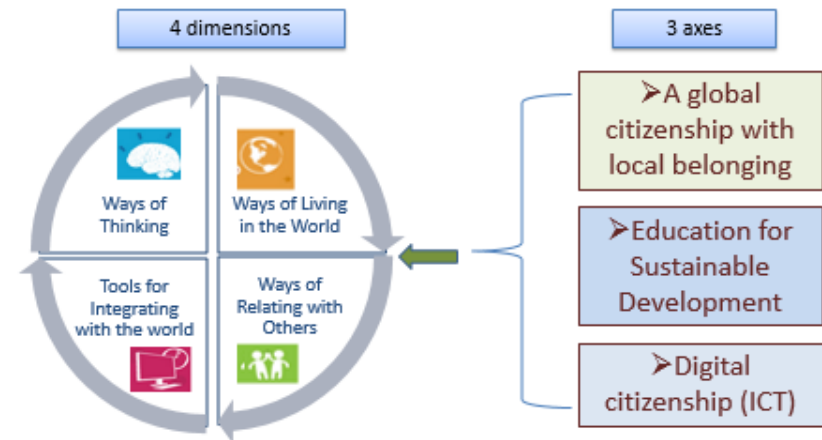 4 dimensions
3 axes
Ways of
Thinking
Ways of Living
in the World
Tools for
Integrating
with the world
Ways of
Relating with
Others
➢A global
citizenship with
local belonging
➢Education for
Sustainable
Development
➢Digital
citizenship (ICT)